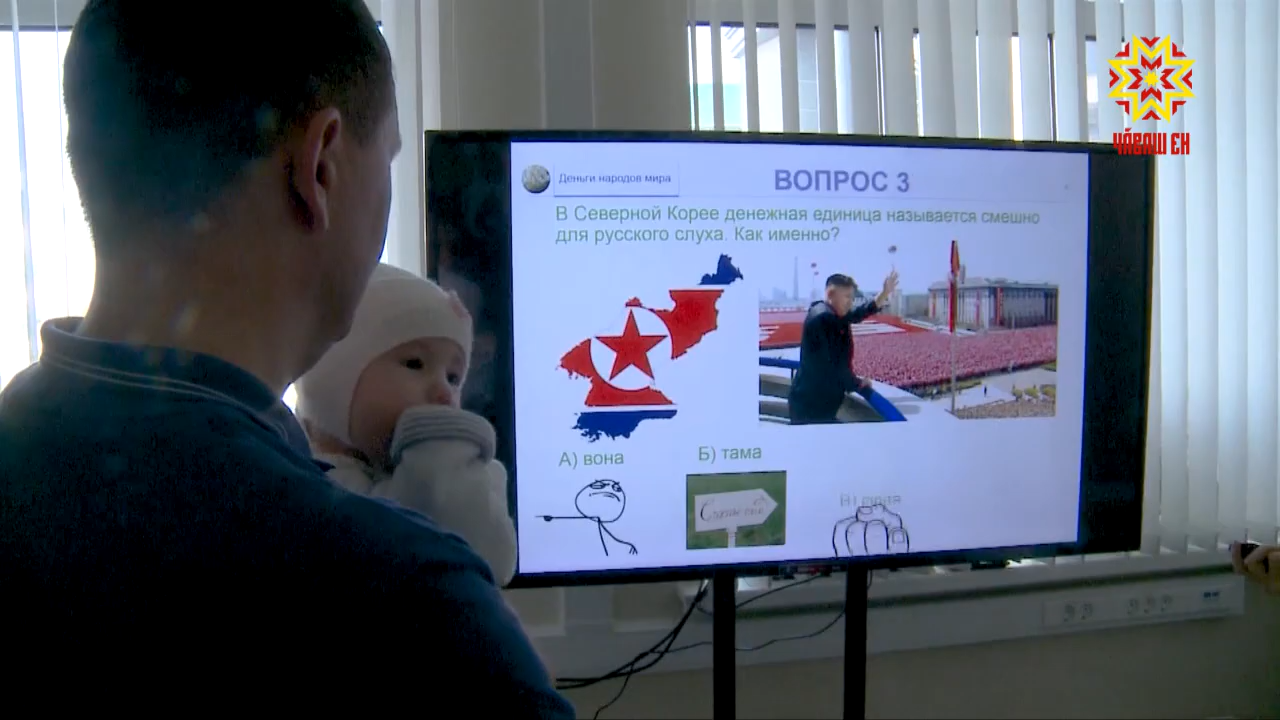 ЧӐВАШ ЕН
Деньги народов мира
ВОПРОС 3
В Северной Корее денежная единица называется смешно
для русского слуха. Как именно?
А) вона
Б) тама